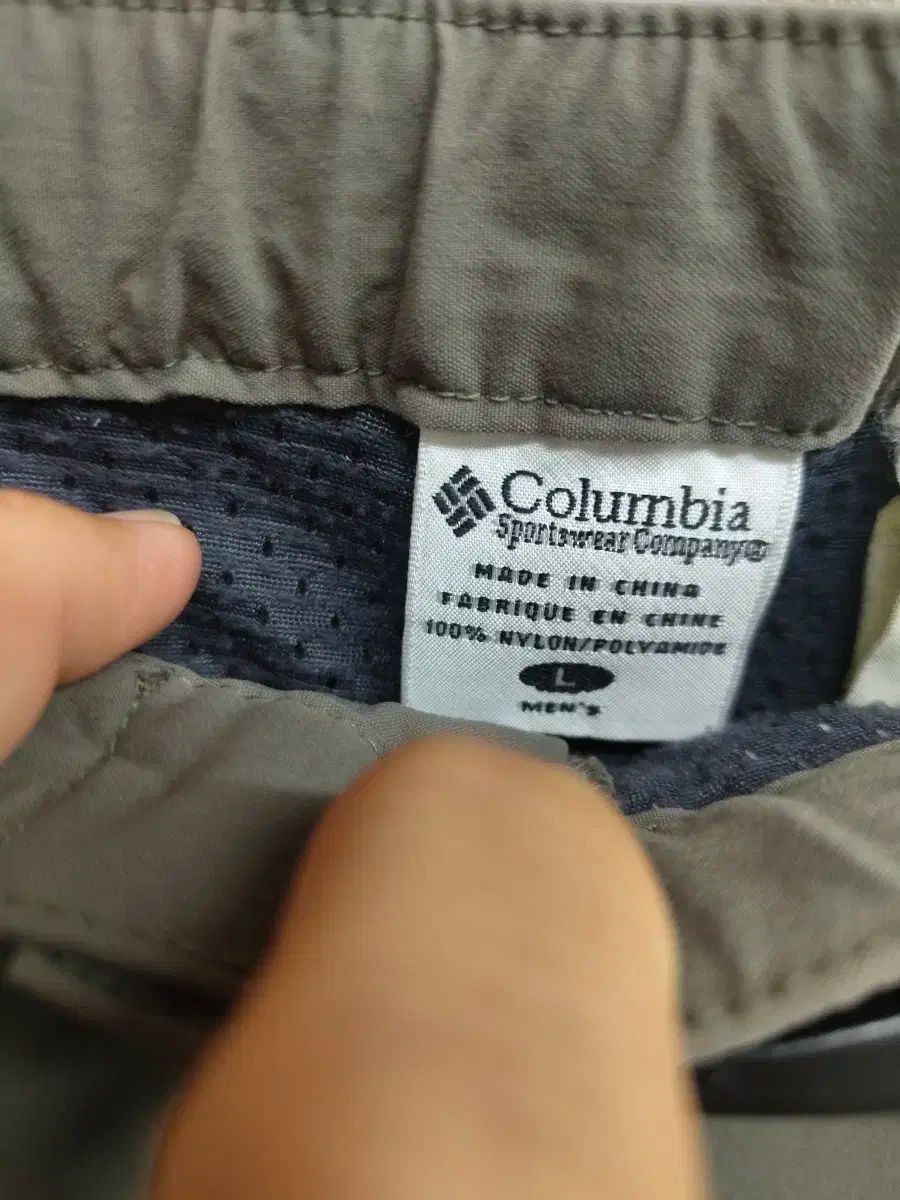 Columbia
Sportswear Company®
MADE IN CHINA
FABRIQUE EN CHINE
100% NYLON/POLYAMIDE
L
MEN'S